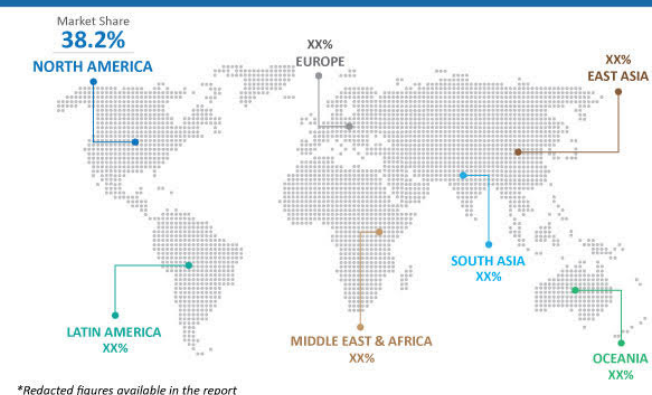 Market Share
38.2%
NORTH AMERICA
XX%
EUROPE
XX%
EAST ASIA
SOUTH ASIA
XX%
LATIN AMERICA
XX%
MIDDLE EAST & AFRICA
XX%
OCEANIA
XX%
*Redacted figures available in the report